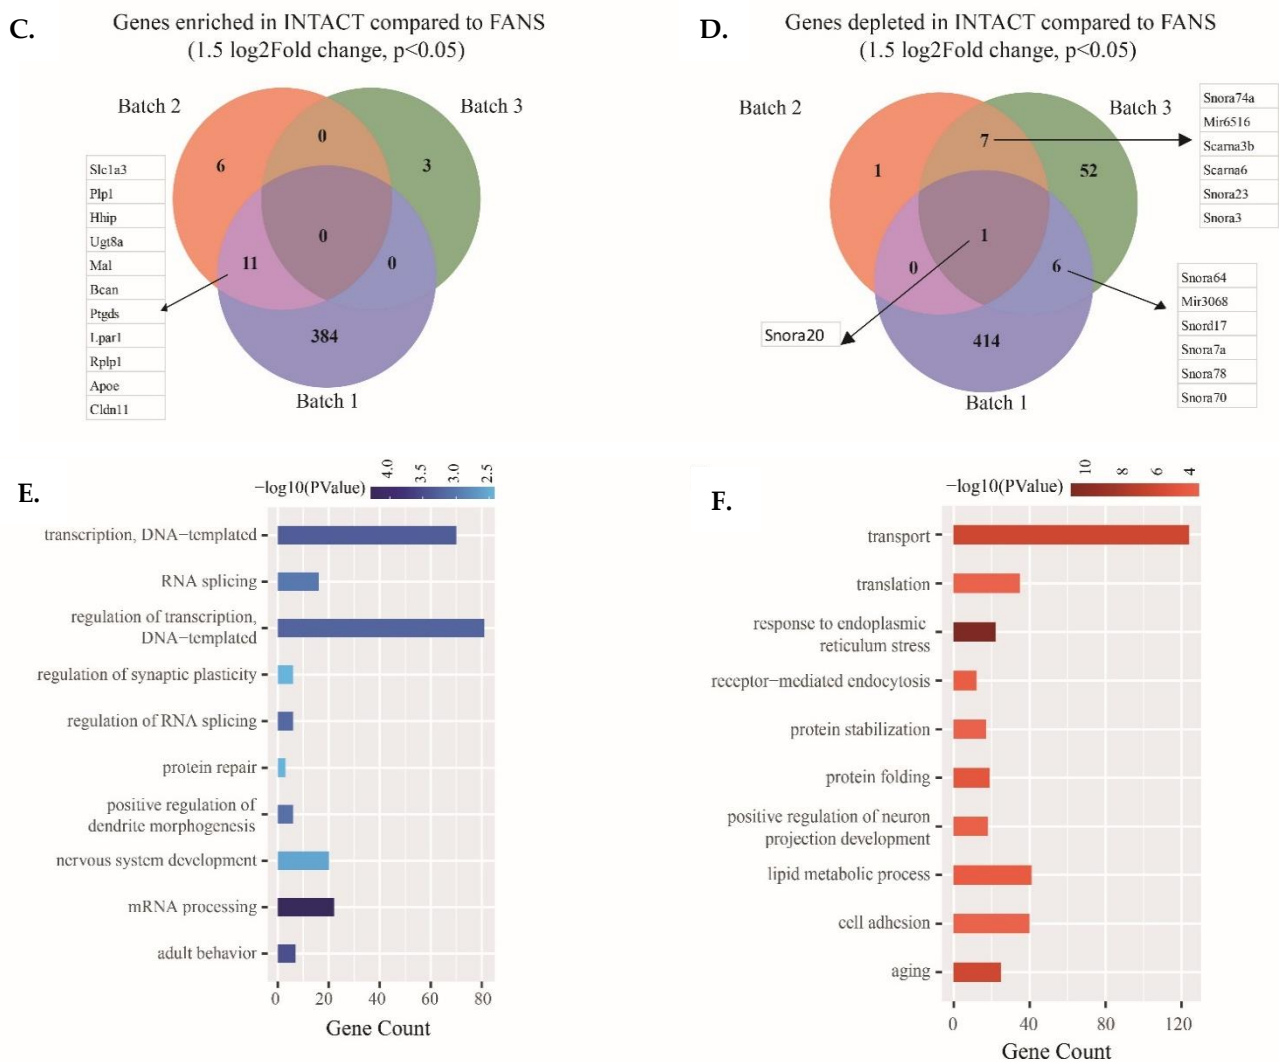 C.
Genes enriched in INTACT compared to FANS
(1.5 log2Fold change, p<0.05)
Batch 2
Batch 3
0
6
3
0
11
0
384
Batch 1
Slc1a3
Plp1
Hhip
Ugt8a
Mal
Bcan
Ptgds
Lpar1
Rplp1
Apoe
Cldn11
D.
Genes depleted in INTACT compared to FANS
(1.5 log2Fold change, p<0.05)
Batch 2
Batch 3
7
1
52
1
0
6
414
Batch 1
Snora74a
Mir6516
Scarna3b
Scarna6
Snora23
Snora3
Snora20
Snora64
Mir3068
Snord17
Snora7a
Snora78
Snora70
E.
−log10(PValue)
4.0
3.5
3.0
2.5
transcription, DNA−templated
RNA splicing
regulation of transcription,
DNA−templated
regulation of synaptic plasticity
regulation of RNA splicing
protein repair
positive regulation of
dendrite morphogenesis
nervous system development
mRNA processing
adult behavior
0 20 40 60 80
Gene Count
F.
−log10(PValue)
10
8
6
4
transport
translation
response to endoplasmic
reticulum stress
receptor−mediated endocytosis
protein stabilization
protein folding
positive regulation of neuron
projection development
lipid metabolic process
cell adhesion
aging
0 40 80 120
Gene Count